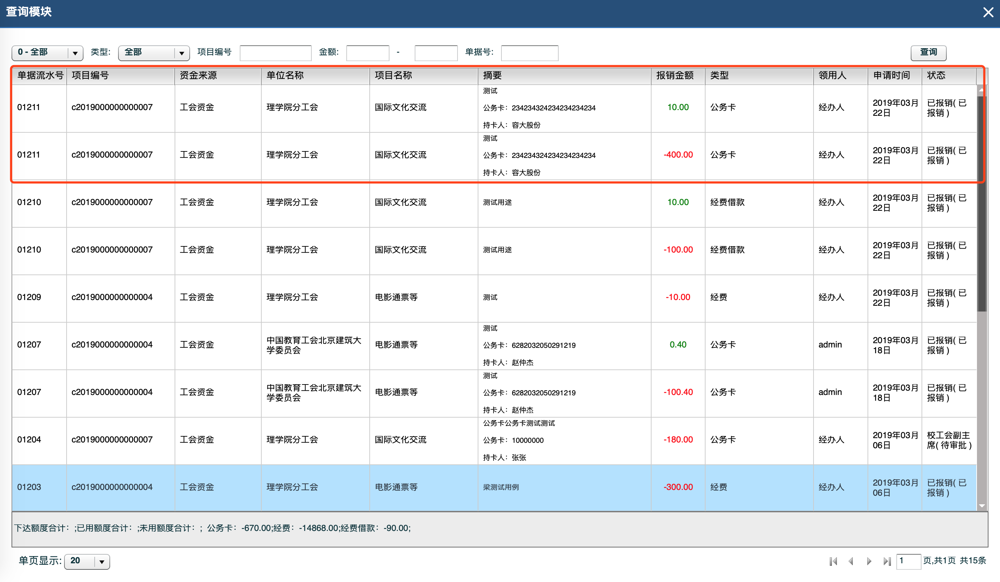 查询模块
0 - 全部 类型: 全部 项目编号 金额: - 单据号: 查询
单据流水号 项目编号 资金来源 单位名称 项目名称 摘要 报销金额 类型 领用人 申请时间 状态
测试
01211 c2019000000000007 工会资金 理学院分工会 国际文化交流 公务卡：234234324234234234234 10.00 公务卡 经办人 2019年03月22日 已报销( 已报销 )
持卡人：容大股份
测试
01211 c2019000000000007 工会资金 理学院分工会 国际文化交流 公务卡：234234324234234234234 -400.00 公务卡 经办人 2019年03月22日 已报销( 已报销 )
持卡人：容大股份
01210 c2019000000000007 工会资金 理学院分工会 国际文化交流 测试用途 10.00 经费借款 经办人 2019年03月22日 已报销( 已报销 )
01210 c2019000000000007 工会资金 理学院分工会 国际文化交流 测试用途 -100.00 经费借款 经办人 2019年03月22日 已报销( 已报销 )
01209 c2019000000000004 工会资金 理学院分工会 电影通票等 测试 -10.00 经费 经办人 2019年03月22日 已报销( 已报销 )
测试
01207 c2019000000000004 工会资金 中国教育工会北京建筑大学委员会 电影通票等 公务卡：6282032050291219 0.40 公务卡 admin 2019年03月18日 已报销( 已报销 )
持卡人：赵仲杰
测试
01207 c2019000000000004 工会资金 中国教育工会北京建筑大学委员会 电影通票等 公务卡：6282032050291219 -100.40 公务卡 admin 2019年03月18日 已报销( 已报销 )
持卡人：赵仲杰
公务卡公务卡测试测试
01204 c2019000000000007 工会资金 理学院分工会 国际文化交流 公务卡：10000000 -180.00 公务卡 经办人 2019年03月06日 校工会副主席( 待审批 )
持卡人：张张
01203 c2019000000000004 工会资金 理学院分工会 电影通票等 梁测试用例 -300.00 经费 经办人 2019年03月06日 已报销( 已报销 )
下达额度合计：;已用额度合计：;未用额度合计：; 公务卡：-670.00;经费：-14868.00;经费借款：-90.00;
单页显示: 20 1 页,共1页 共15条